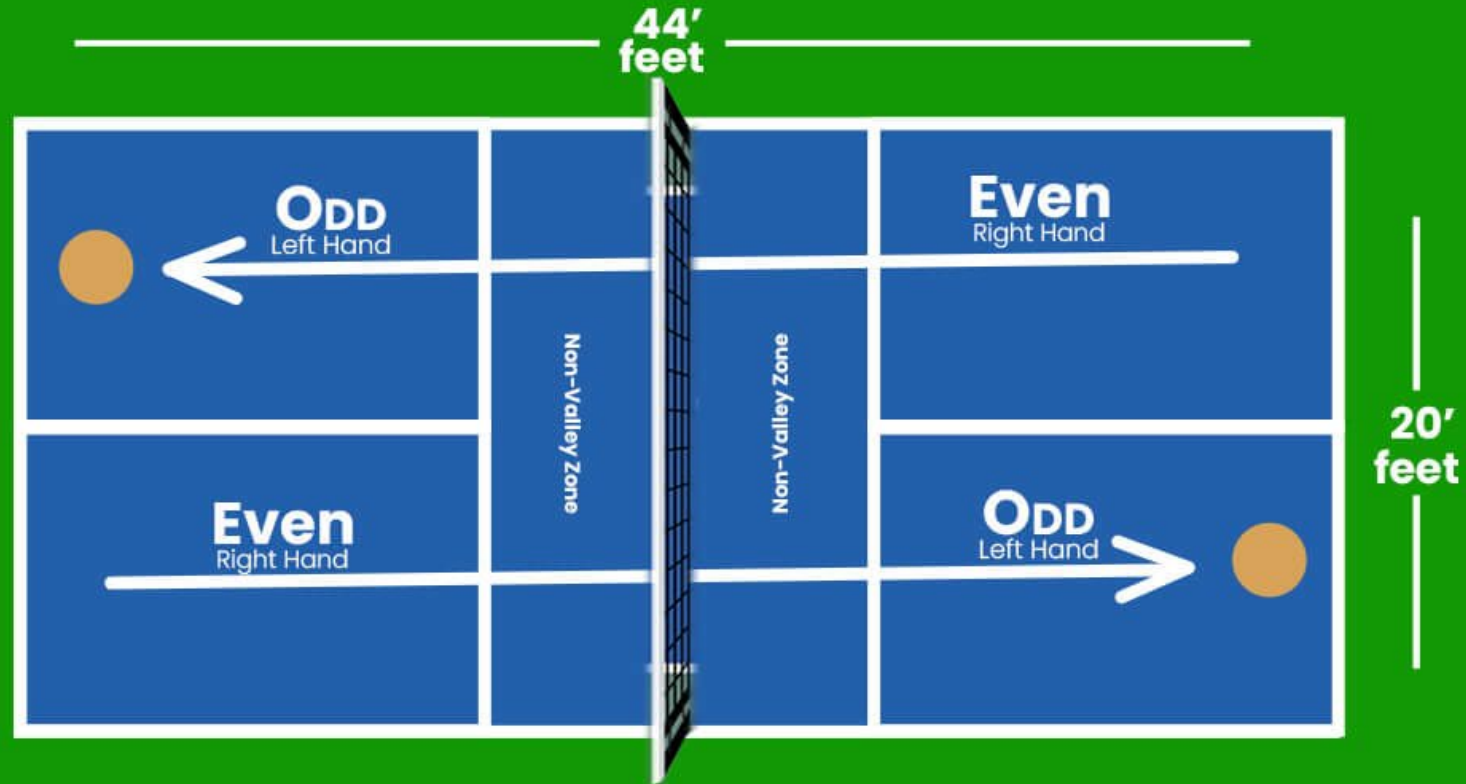 44’
feet
ODD
Left Hand
Even
Right Hand
Non-Valley Zone
Non-Valley Zone
20’
feet
Even
Right Hand
ODD
Left Hand